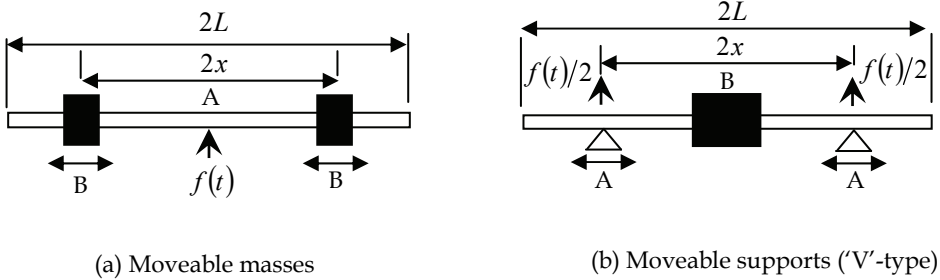 2L
2x
A
B
f(t)
B
(a) Moveable masses
2L
2x
f(t)/2
f(t)/2
B
A
A
(b) Moveable supports ('V'-type)